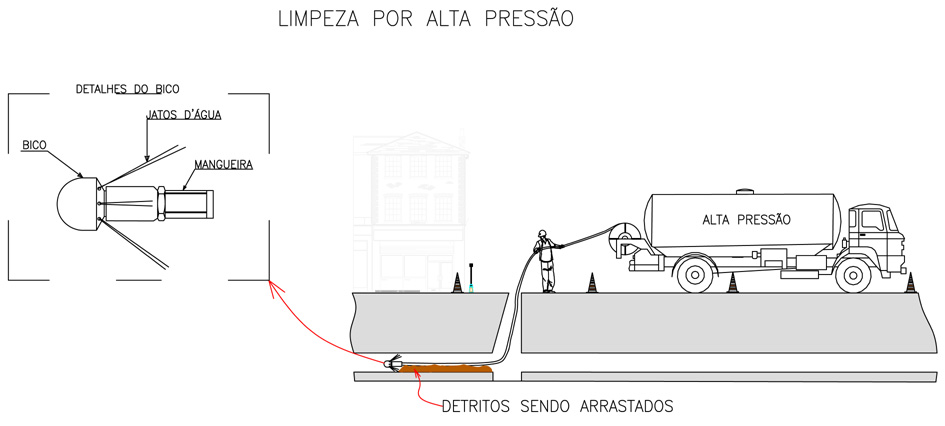 LIMPEZA POR ALTA PRESSÃO
DETALHES DO BICO
JATOS D'ÁGUA
BICO
MANGUEIRA
ALTA PRESSÃO
DETRITOS SENDO ARRASTADOS